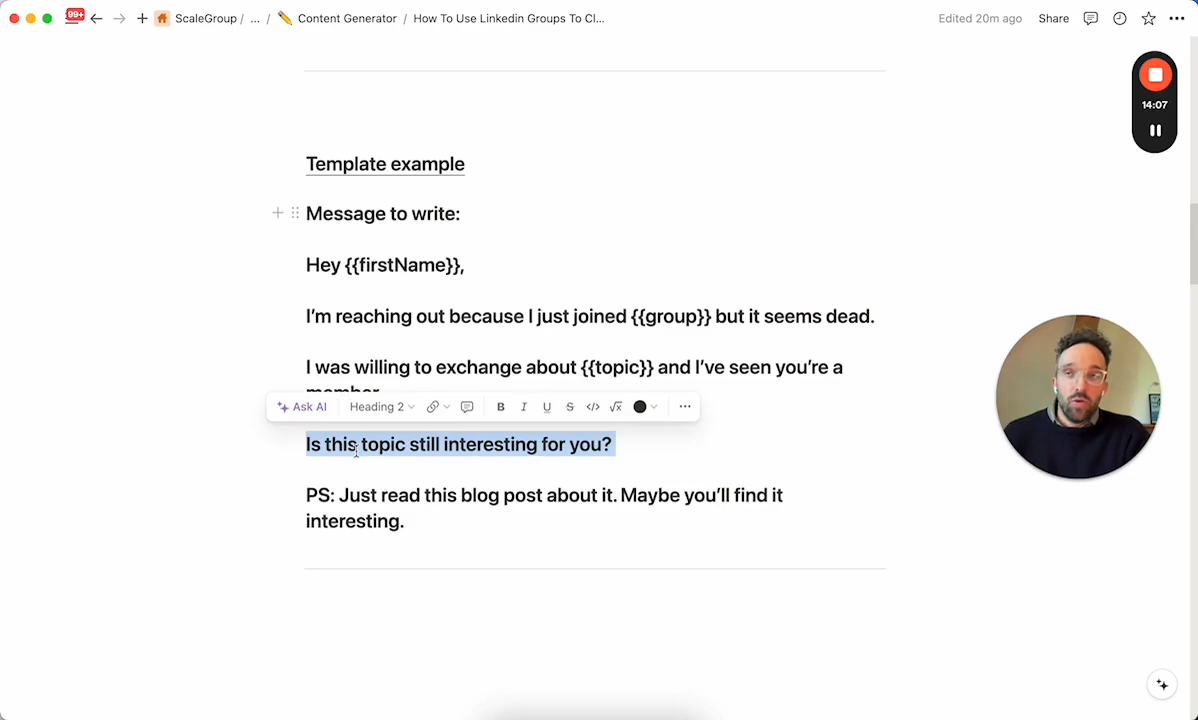 99+ ScaleGroup / ... / Content Generator / How To Use Linkedin Groups To Cl... Edited 20m ago Share
14:07
Template example
Message to write:
Hey {{firstName}},
I’m reaching out because I just joined {{group}} but it seems dead.
I was willing to exchange about {{topic}} and I’ve seen you’re a
member
Ask AI Heading 2 B I U S </> √x
Is this topic still interesting for you?
PS: Just read this blog post about it. Maybe you’ll find it
interesting.